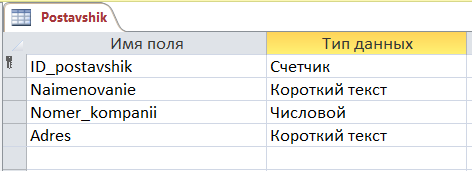 Postavshik
Имя поля Тип данных
ID_postavshik Счетчик
Naimenovanie Короткий текст
Nomer_kompanii Числовой
Adres Короткий текст